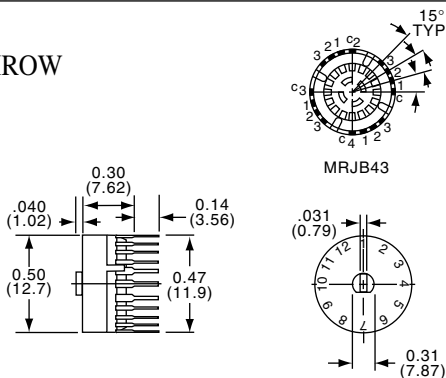 HROW
15°
TYP
3 2 1 C2
3
2
1
C
C3
1
2
3
C4 1 2 3
MRJB43
0.30
(7.62)
.040
(1.02)
0.14
(3.56)
0.50
(12.7)
0.47
(11.9)
.031
(0.79)
12 1 2 3 4 5 6 7 8 9 10 11
0.31
(7.87)